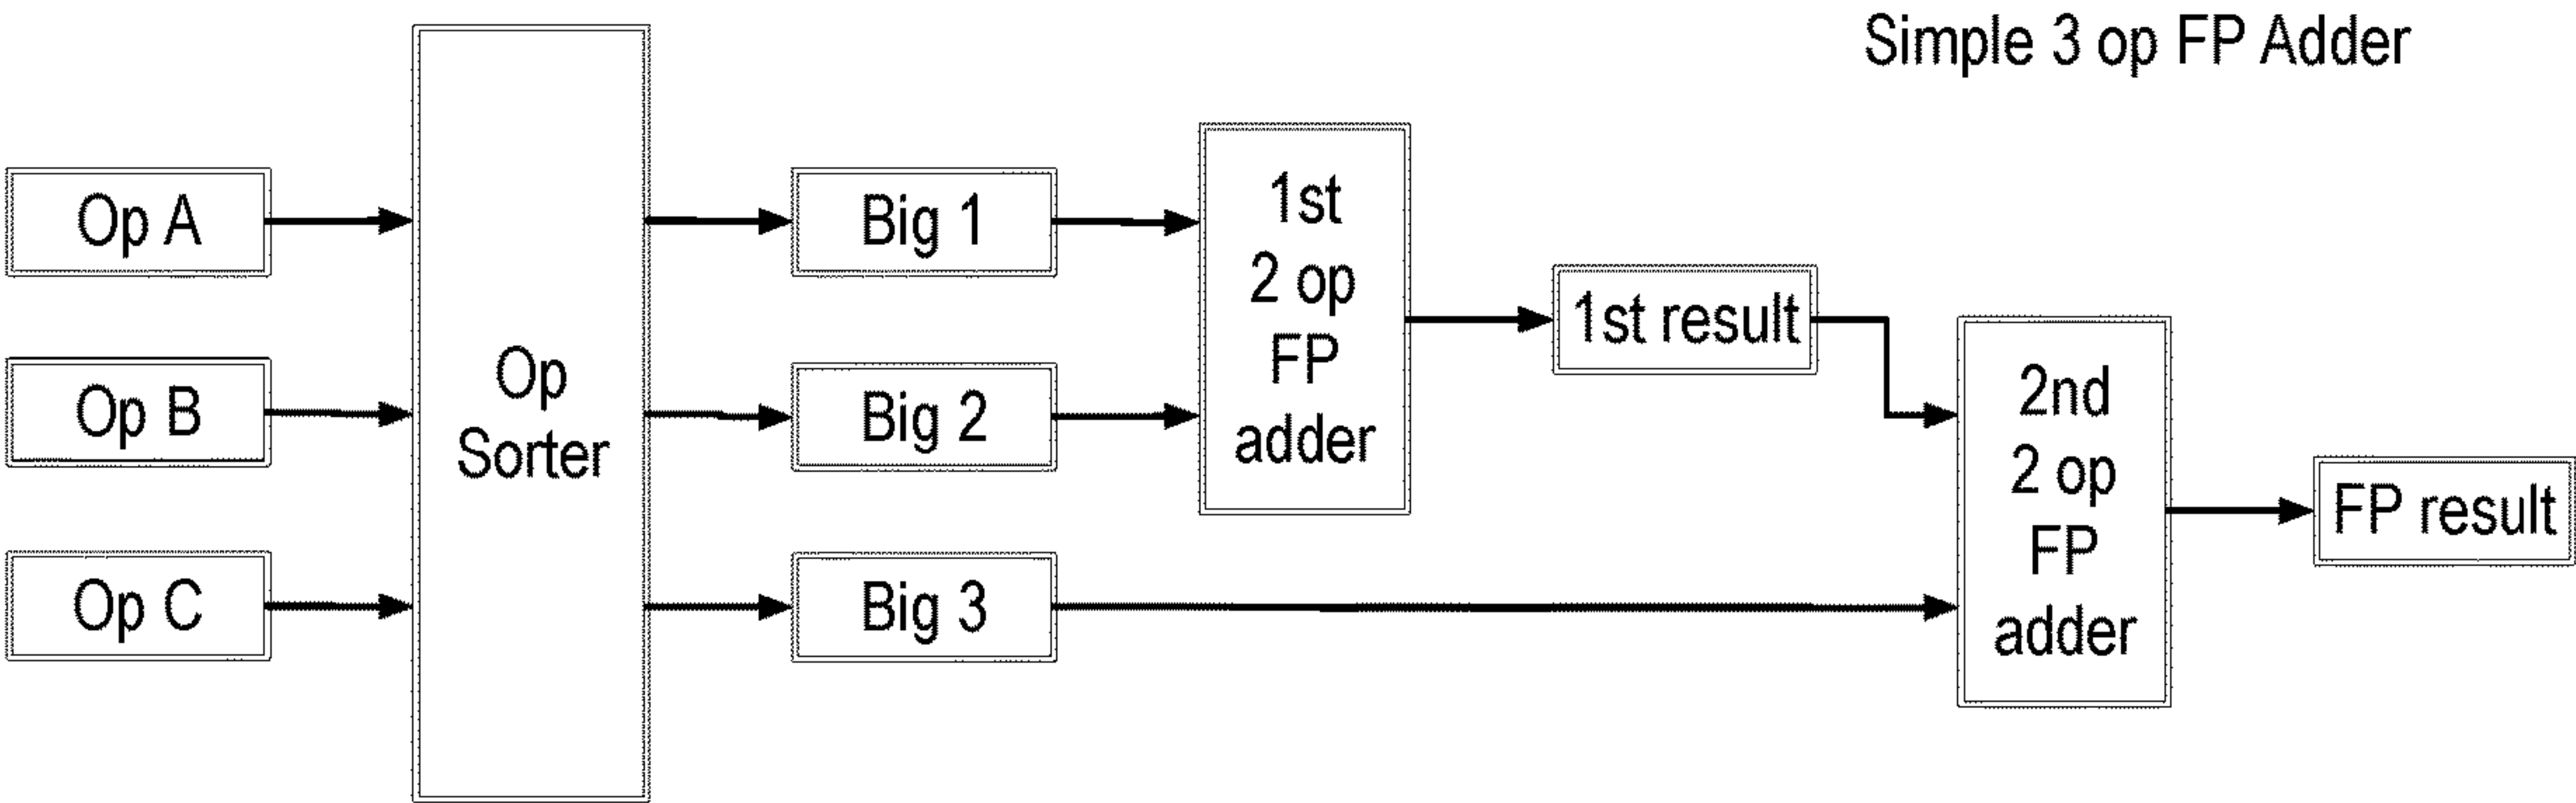 Simple 3 op FP Adder
Op A
Op B
Op C
Op
Sorter
Big 1
Big 2
Big 3
1st
2 op
FP
adder
1st result
2nd
2 op
FP
adder
FP result